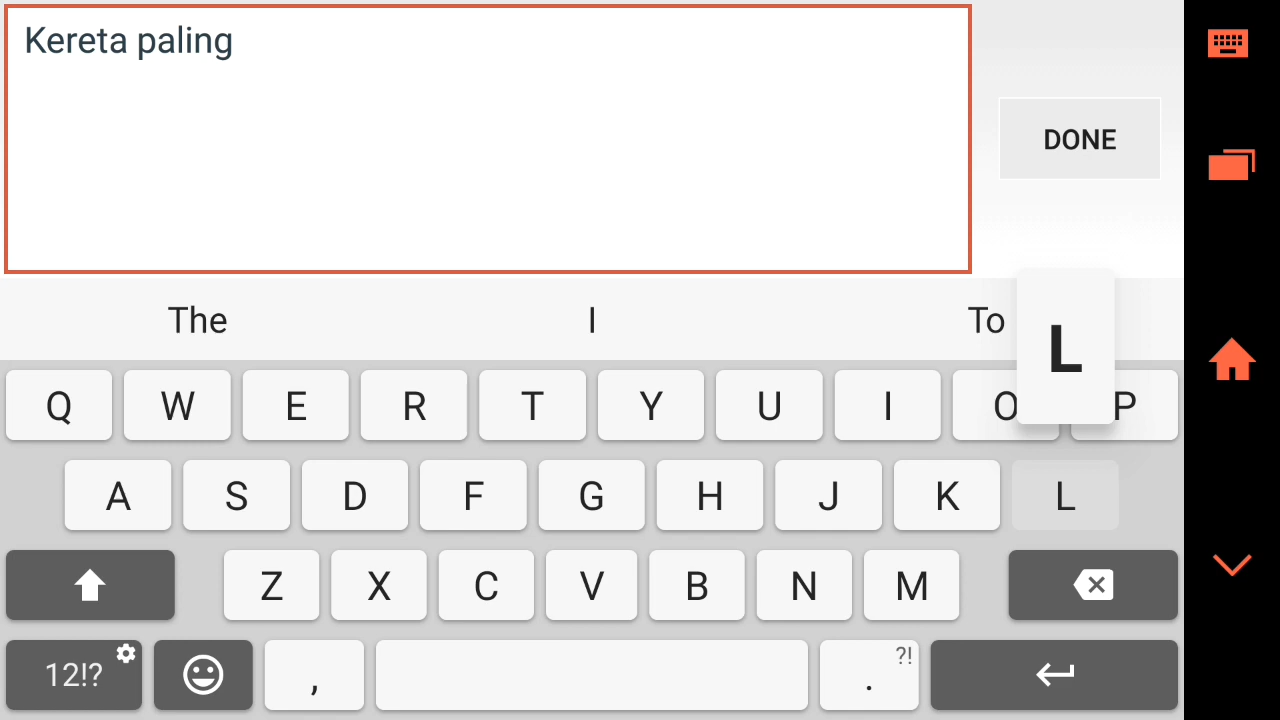 Kereta paling
DONE
The I To
L
Q W E R T Y U I O P
A S D F G H J K L
Z X C V B N M
12!? , . ?!